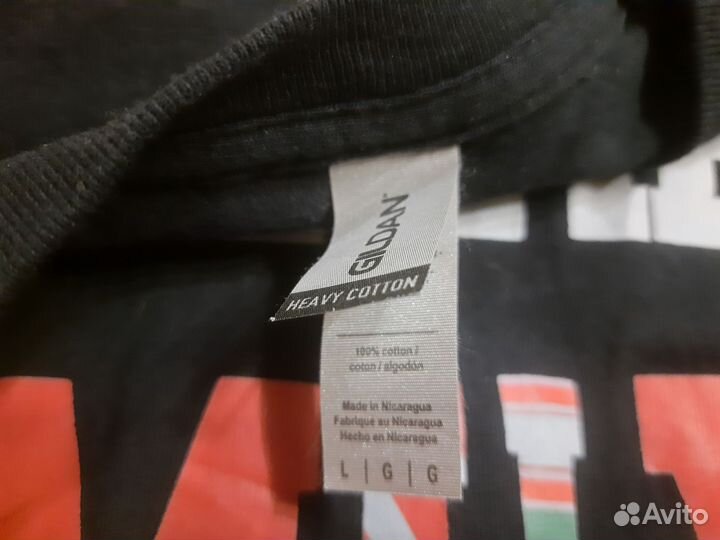 GILDAN
HEAVY COTTON
100% cotton /
coton / algodón
Made in Nicaragua
Fabriqué au Nicaragua
Hecho en Nicaragua
L | G | G
Avito